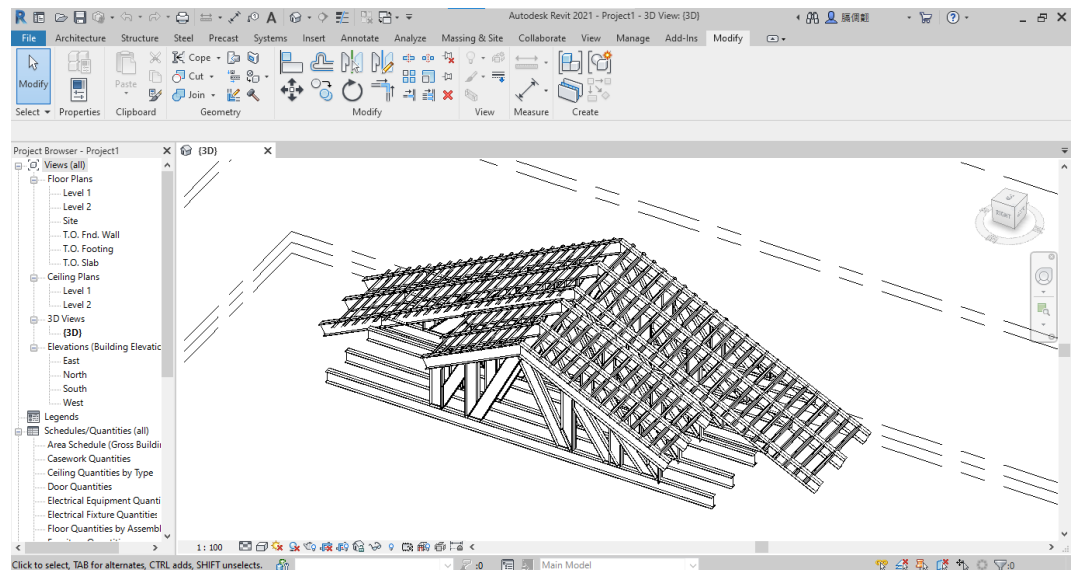 Autodesk Revit 2021 - Project1 - 3D View: {3D}
File Architecture Structure Steel Precast Systems Insert Annotate Analyze Massing & Site Collaborate View Manage Add-Ins Modify
Modify
Paste
Cope
Cut
Join
Select Properties Clipboard Geometry Modify View Measure Create
Project Browser - Project1
{3D}
Views (all)
Floor Plans
Level 1
Level 2
Site
T.O. Fnd. Wall
T.O. Footing
T.O. Slab
Ceiling Plans
Level 1
Level 2
3D Views
{3D}
Elevations (Building Elevatic
East
North
South
West
Legends
Schedules/Quantities (all)
Area Schedule (Gross Buildi
Casework Quantities
Ceiling Quantities by Type
Door Quantities
Electrical Equipment Quanti
Electrical Fixture Quantities
Floor Quantities by Assembl
1 : 100
Click to select, TAB for alternates, CTRL adds, SHIFT unselects.
:0
Main Model
:0